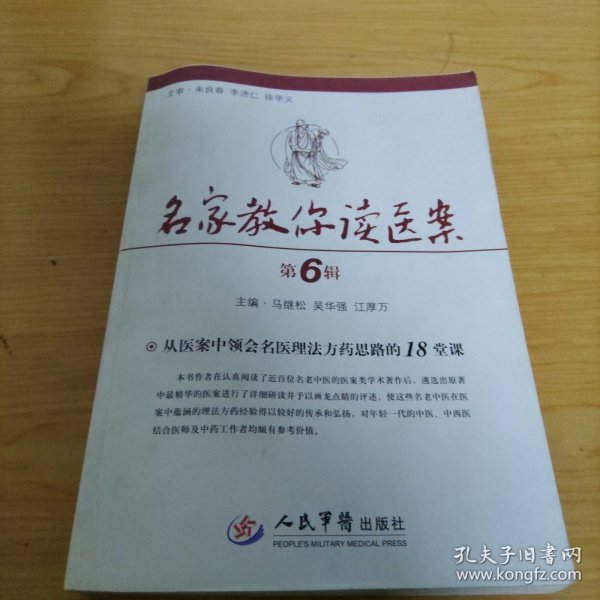 主审·朱良春 李济仁 徐学义
名家教你读医案
第6辑
主编·马继松 吴华强 江厚万
从医案中领会名医理法方药思路的18堂课
本书作者在认真阅读了近百位名老中医的医案类学术著作后，遴选出原著
中最精华的医案进行了详细研读并予以画龙点睛的评述，使这些名老中医在医
案中蕴涵的理法方药经验得以较好的传承和弘扬，对年轻一代的中医、中西医
结合医师及中药工作者均颇有参考价值。
人民军医出版社
PEOPLE'S MILITARY MEDICAL PRESS
孔夫子旧书网
www.kongfz.com